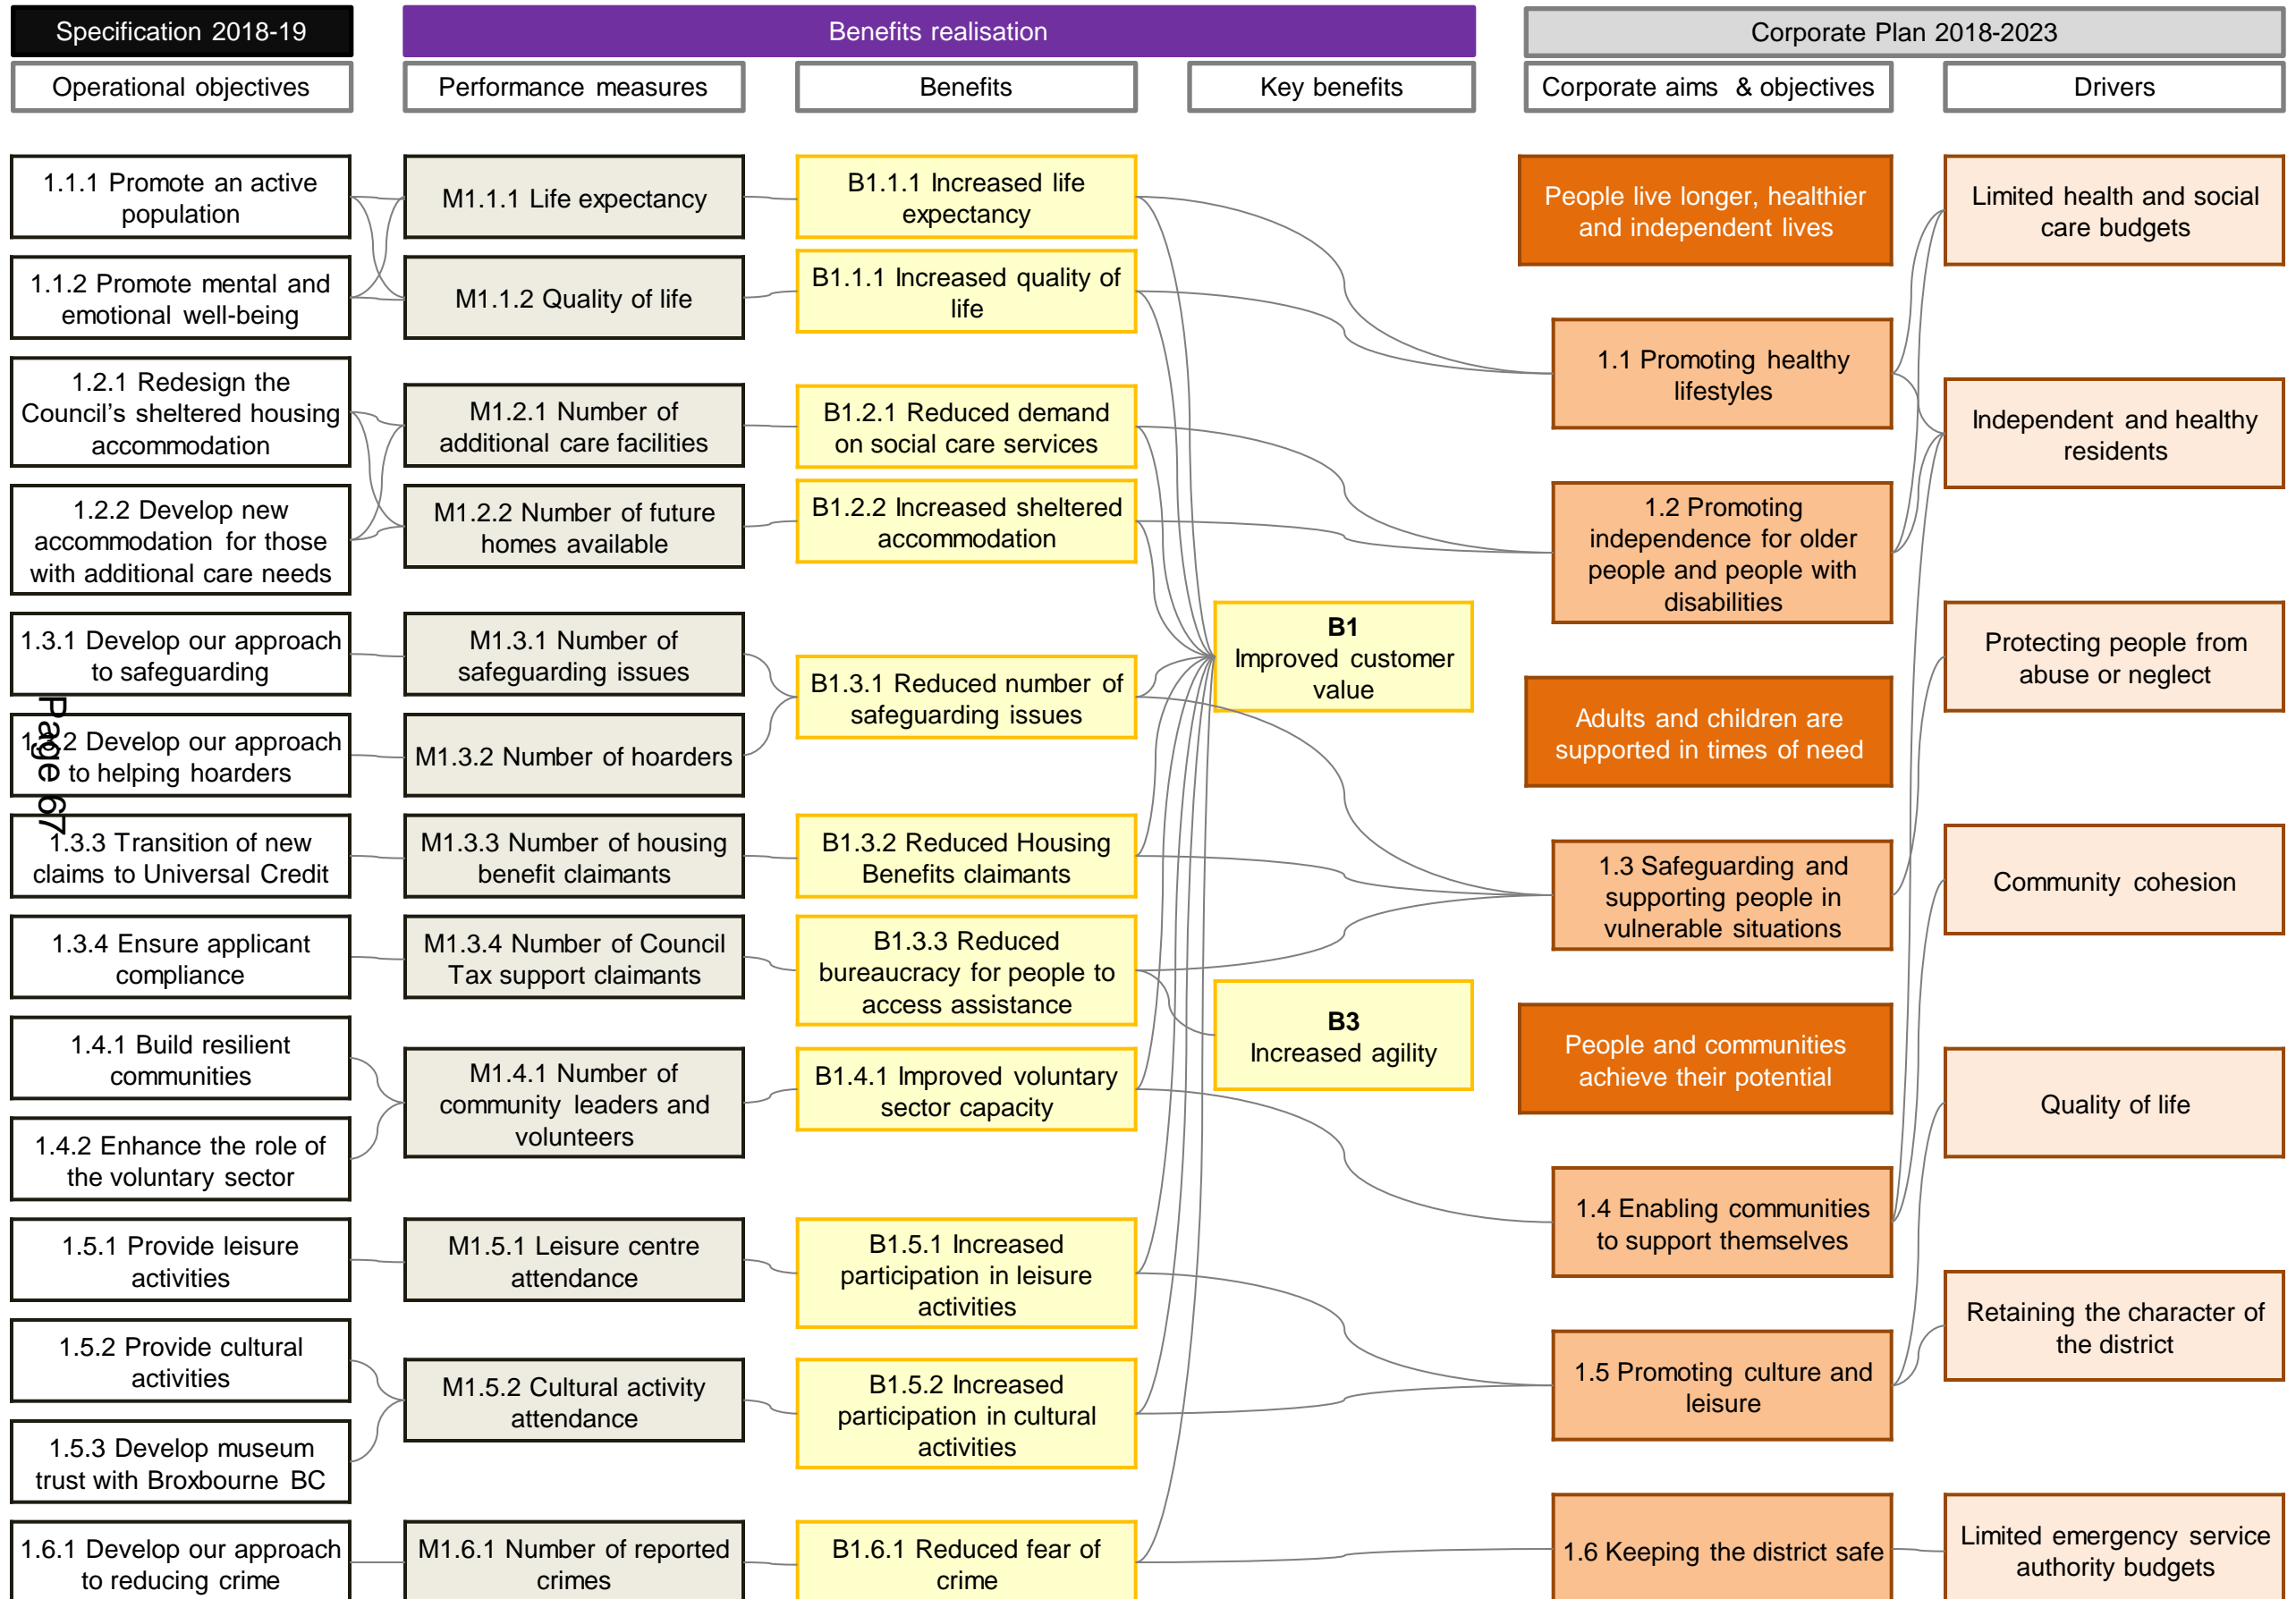 Specification 2018-19
Benefits realisation
Corporate Plan 2018-2023
Operational objectives
Performance measures
Benefits
Key benefits
Corporate aims & objectives
Drivers
1.1.1 Promote an active
population
1.1.2 Promote mental and
emotional well-being
1.2.1 Redesign the
Council's sheltered housing
accommodation
1.2.2 Develop new
accommodation for those
with additional care needs
1.3.1 Develop our approach
to safeguarding
1.3.2 Develop our approach
to helping hoarders
1.3.3 Transition of new
claims to Universal Credit
1.3.4 Ensure applicant
compliance
1.4.1 Build resilient
communities
1.4.2 Enhance the role of
the voluntary sector
1.5.1 Provide leisure
activities
1.5.2 Provide cultural
activities
1.5.3 Develop museum
trust with Broxbourne BC
1.6.1 Develop our approach
to reducing crime
Page 67
M1.1.1 Life expectancy
M1.1.2 Quality of life
M1.2.1 Number of
additional care facilities
M1.2.2 Number of future
homes available
M1.3.1 Number of
safeguarding issues
M1.3.2 Number of hoarders
M1.3.3 Number of housing
benefit claimants
M1.3.4 Number of Council
Tax support claimants
M1.4.1 Number of
community leaders and
volunteers
M1.5.1 Leisure centre
attendance
M1.5.2 Cultural activity
attendance
M1.6.1 Number of reported
crimes
B1.1.1 Increased life
expectancy
B1.1.1 Increased quality of
life
B1.2.1 Reduced demand
on social care services
B1.2.2 Increased sheltered
accommodation
B1.3.1 Reduced number of
safeguarding issues
B1.3.2 Reduced Housing
Benefits claimants
B1.3.3 Reduced
bureaucracy for people to
access assistance
B1.4.1 Improved voluntary
sector capacity
B1.5.1 Increased
participation in leisure
activities
B1.5.2 Increased
participation in cultural
activities
B1.6.1 Reduced fear of
crime
B1
Improved customer
value
B3
Increased agility
People live longer, healthier
and independent lives
1.1 Promoting healthy
lifestyles
1.2 Promoting
independence for older
people and people with
disabilities
Adults and children are
supported in times of need
1.3 Safeguarding and
supporting people in
vulnerable situations
People and communities
achieve their potential
1.4 Enabling communities
to support themselves
1.5 Promoting culture and
leisure
1.6 Keeping the district safe
Limited health and social
care budgets
Independent and healthy
residents
Protecting people from
abuse or neglect
Community cohesion
Quality of life
Retaining the character of
the district
Limited emergency service
authority budgets